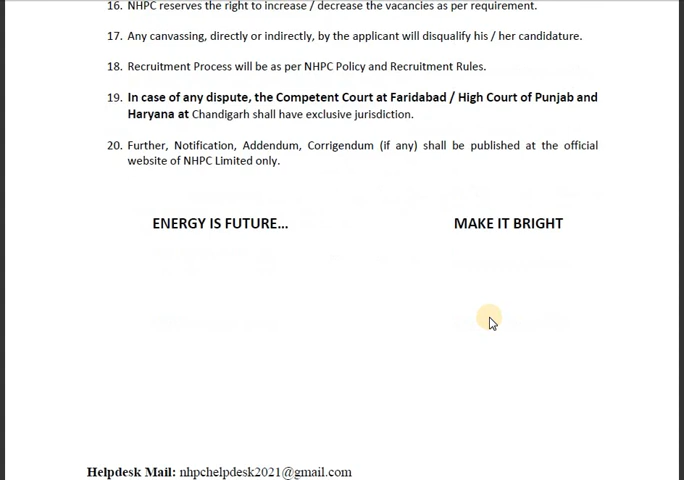 16. NHPC reserves the right to increase / decrease the vacancies as per requirement.
17. Any canvassing, directly or indirectly, by the applicant will disqualify his / her candidature.
18. Recruitment Process will be as per NHPC Policy and Recruitment Rules.
19. In case of any dispute, the Competent Court at Faridabad / High Court of Punjab and
Haryana at Chandigarh shall have exclusive jurisdiction.
20. Further, Notification, Addendum, Corrigendum (if any) shall be published at the official
website of NHPC Limited only.
ENERGY IS FUTURE... MAKE IT BRIGHT
Helpdesk Mail: nhpchelpdesk2021@gmail.com